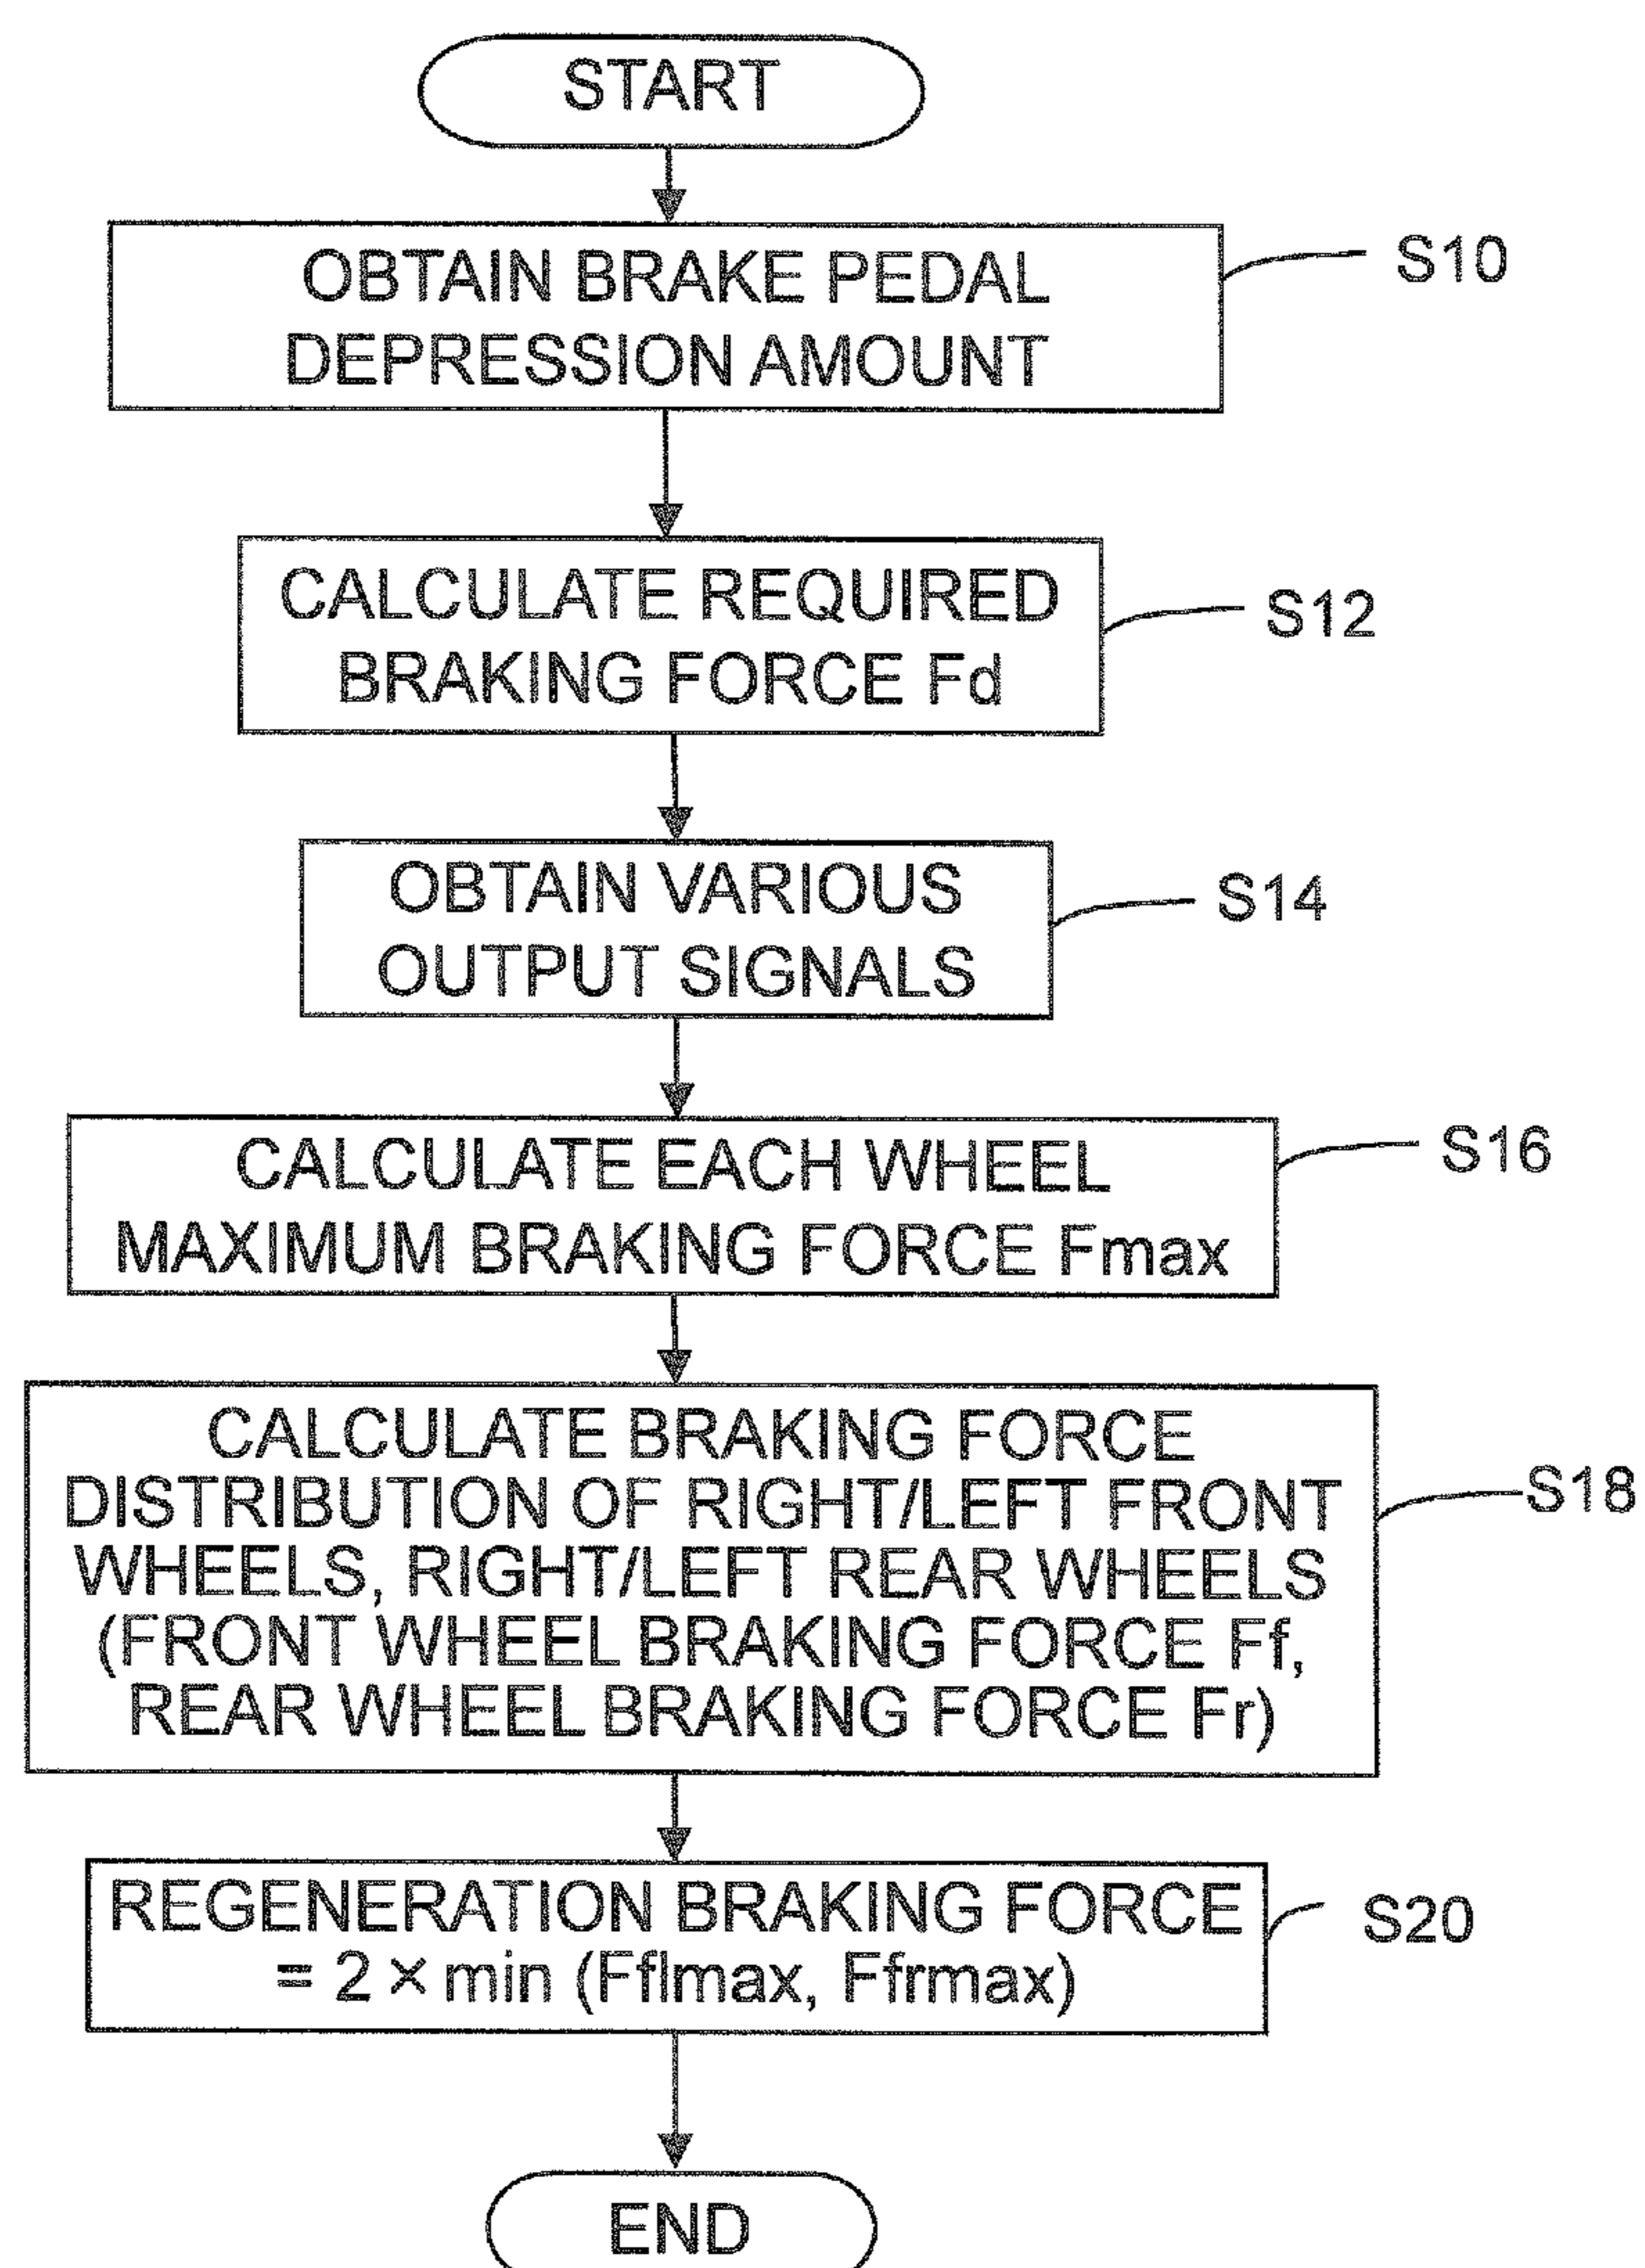 START
OBTAIN BRAKE PEDAL
DEPRESSION AMOUNT
S10
CALCULATE REQUIRED
BRAKING FORCE Fd
S12
OBTAIN VARIOUS
OUTPUT SIGNALS
S14
CALCULATE EACH WHEEL
MAXIMUM BRAKING FORCE Fmax
S16
CALCULATE BRAKING FORCE
DISTRIBUTION OF RIGHT/LEFT FRONT
WHEELS, RIGHT/LEFT REAR WHEELS
(FRONT WHEEL BRAKING FORCE Ff,
REAR WHEEL BRAKING FORCE Fr)
S18
REGENERATION BRAKING FORCE
= 2 × min (Fflmax, Ffrmax)
S20
END